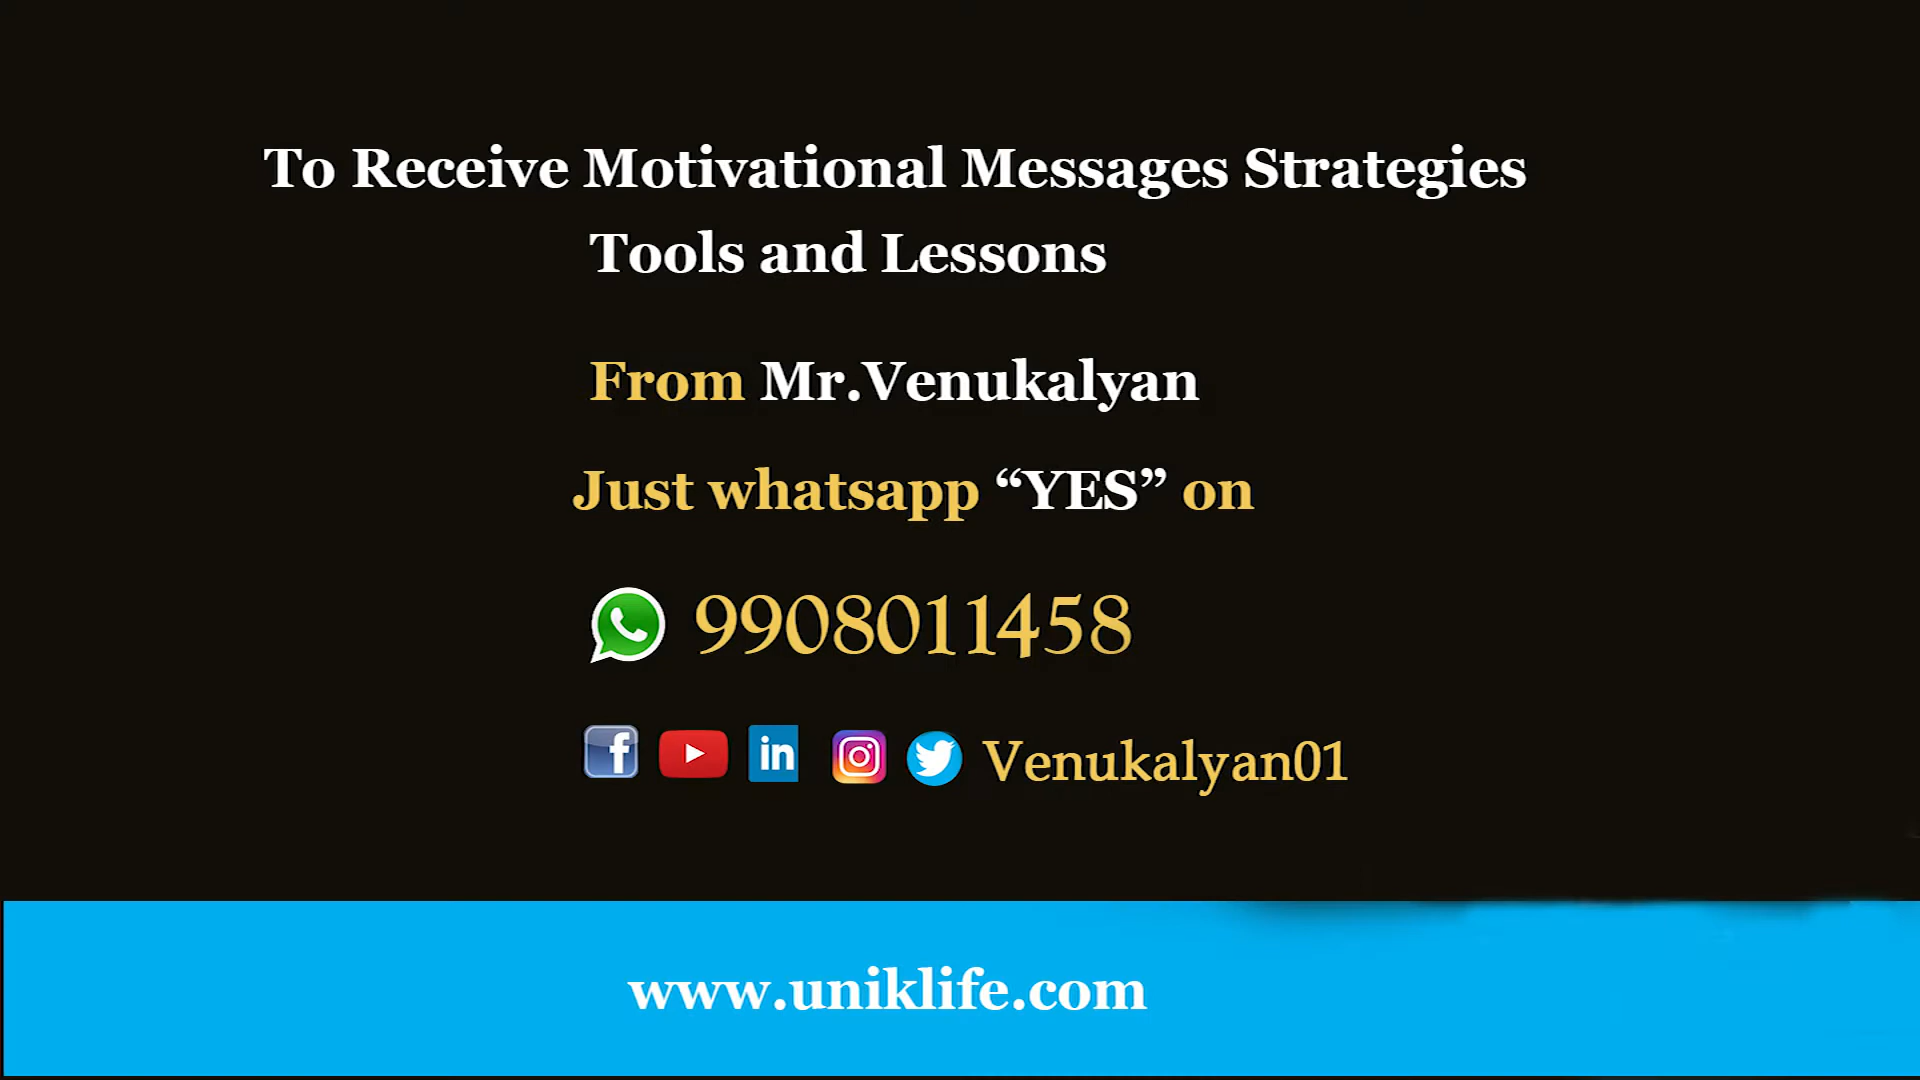 To Receive Motivational Messages Strategies
Tools and Lessons
From Mr.Venukalyan
Just whatsapp “YES” on
9908011458
f in Venukalyan01
www.uniklife.com